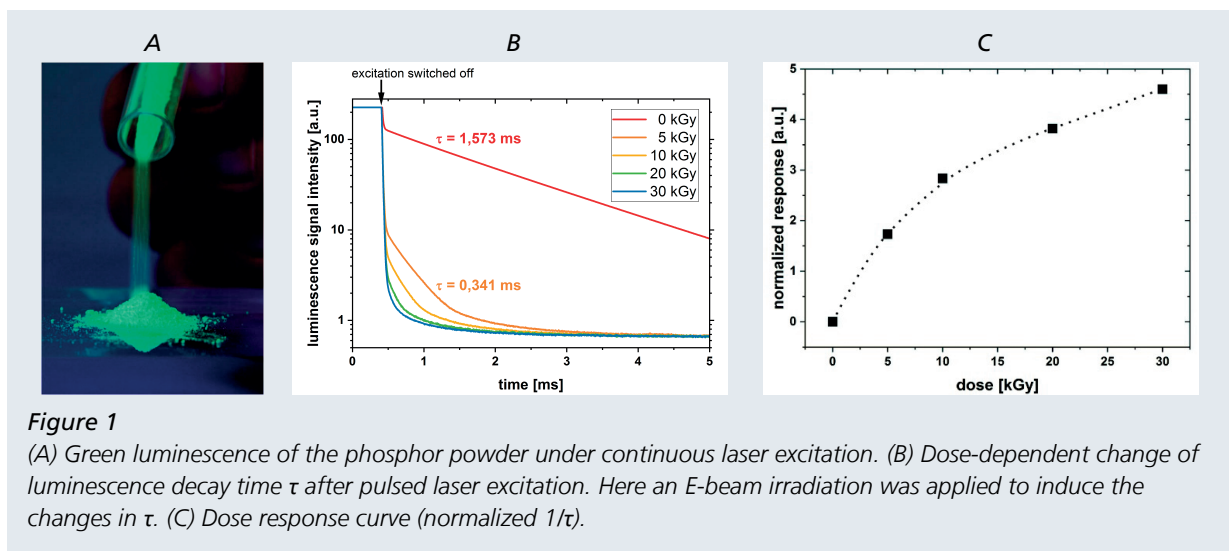 A
B
C
excitation switched off
luminescence signal intensity [a.u.]
100
10
1
τ = 1,573 ms
τ = 0,341 ms
0 kGy
5 kGy
10 kGy
20 kGy
30 kGy
0
1
2
3
4
5
time [ms]
normalized response [a.u.]
5
4
3
2
1
0
0
5
10
15
20
25
30
dose [kGy]
Figure 1
(A) Green luminescence of the phosphor powder under continuous laser excitation. (B) Dose-dependent change of
luminescence decay time τ after pulsed laser excitation. Here an E-beam irradiation was applied to induce the
changes in τ. (C) Dose response curve (normalized 1/τ).